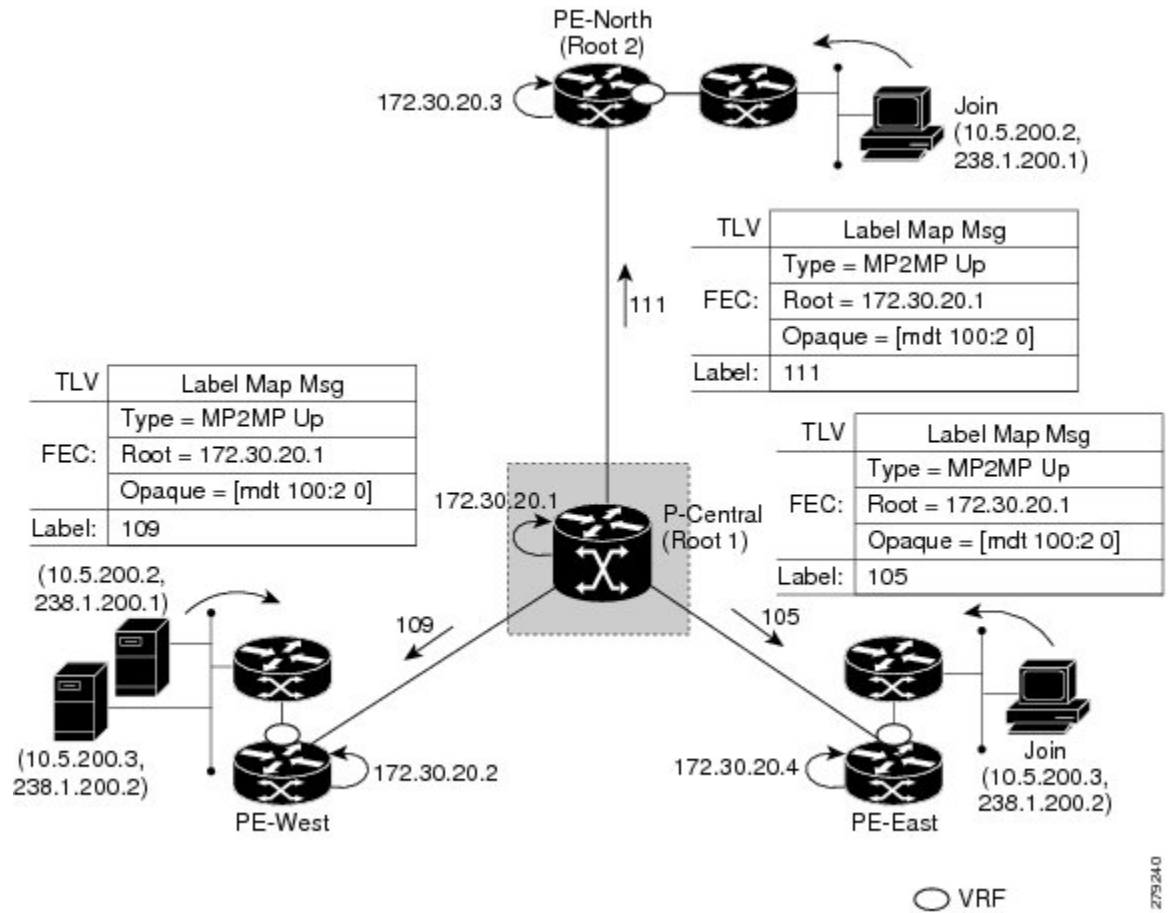 PE-North
(Root 2)
172.30.20.3
Join
(10.5.200.2,
238.1.200.1)
TLV Label Map Msg
Type = MP2MP Up
FEC: Root = 172.30.20.1
Opaque = [mdt 100:2 0]
Label: 111
111
TLV Label Map Msg
Type = MP2MP Up
FEC: Root = 172.30.20.1
Opaque = [mdt 100:2 0]
Label: 109
TLV Label Map Msg
Type = MP2MP Up
FEC: Root = 172.30.20.1
Opaque = [mdt 100:2 0]
Label: 105
172.30.20.1
P-Central
(Root 1)
(10.5.200.2,
238.1.200.1)
109
105
(10.5.200.3,
238.1.200.2)
172.30.20.2
PE-West
172.30.20.4
PE-East
Join
(10.5.200.3,
238.1.200.2)
VRF
279240